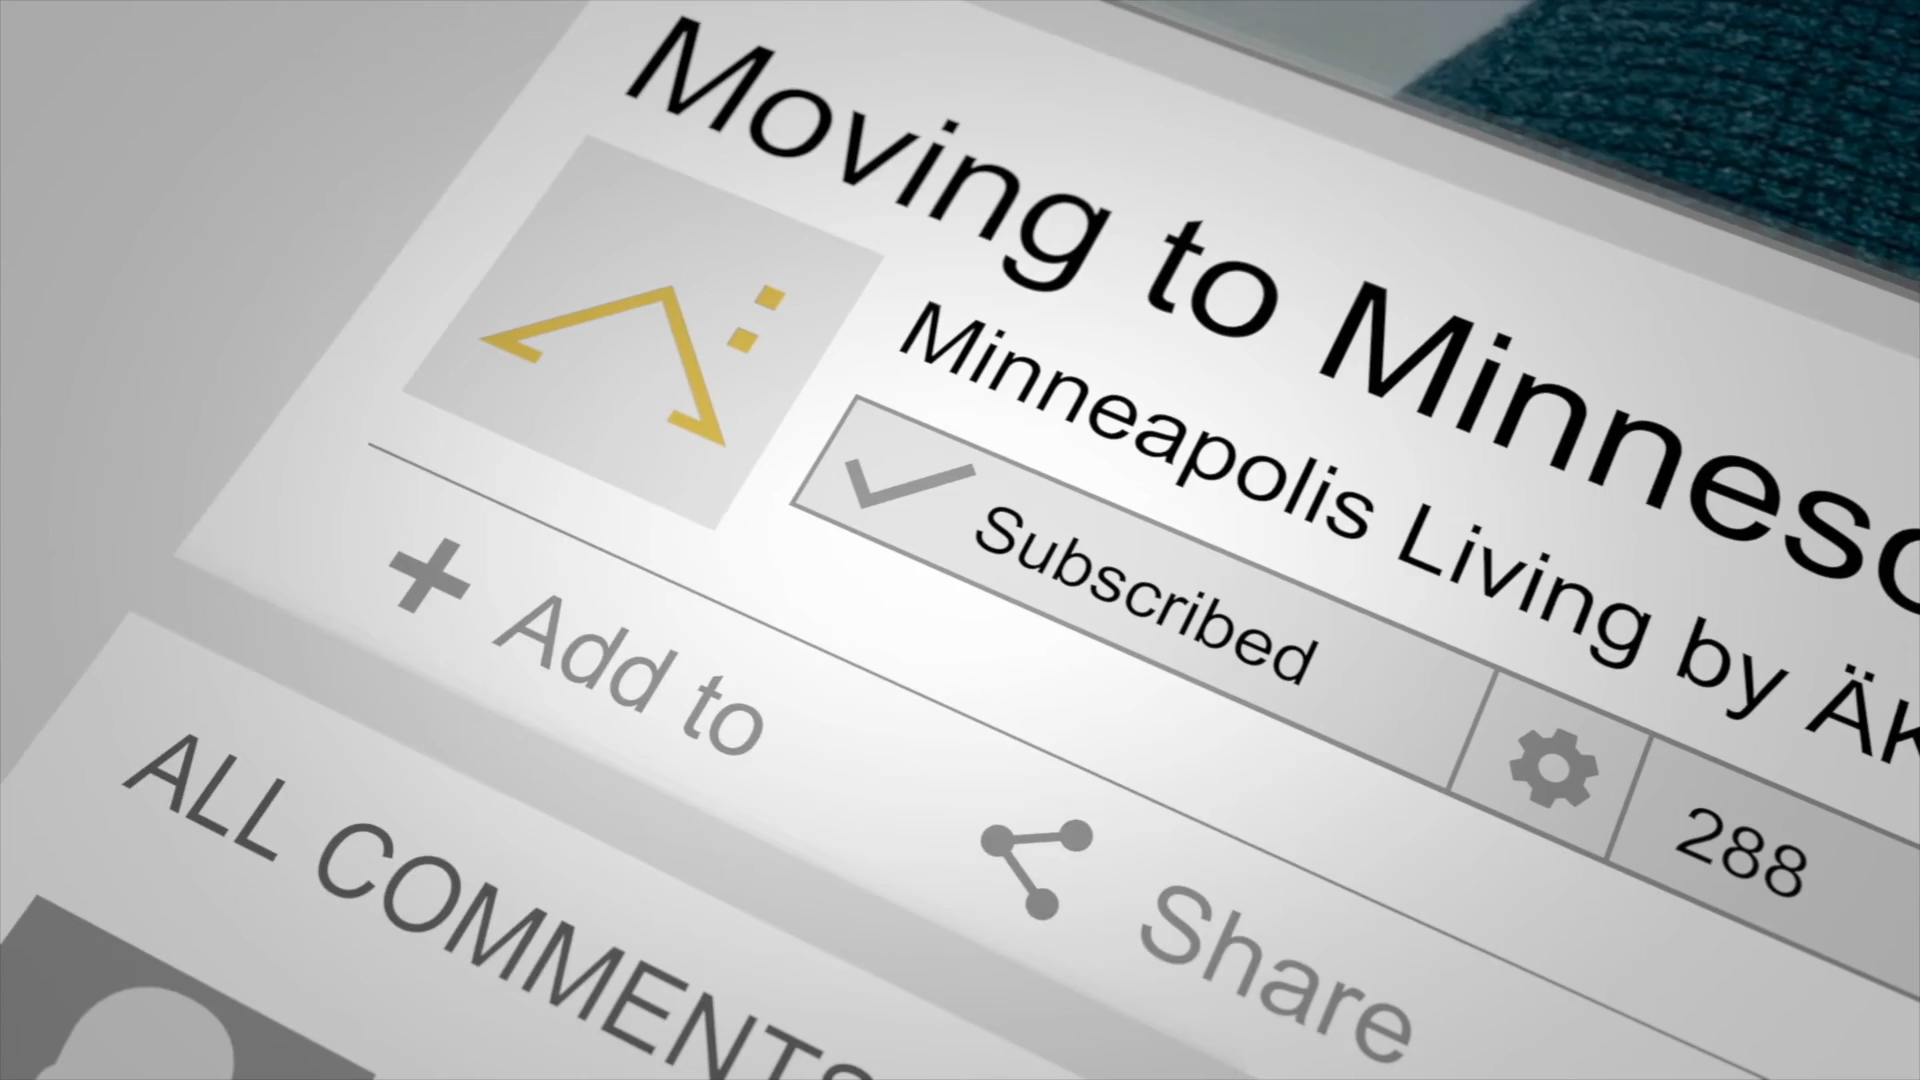 Moving to Minneso
Minneapolis Living by ÄK
Subscribed
288
Add to
Share
ALL COMMENTS